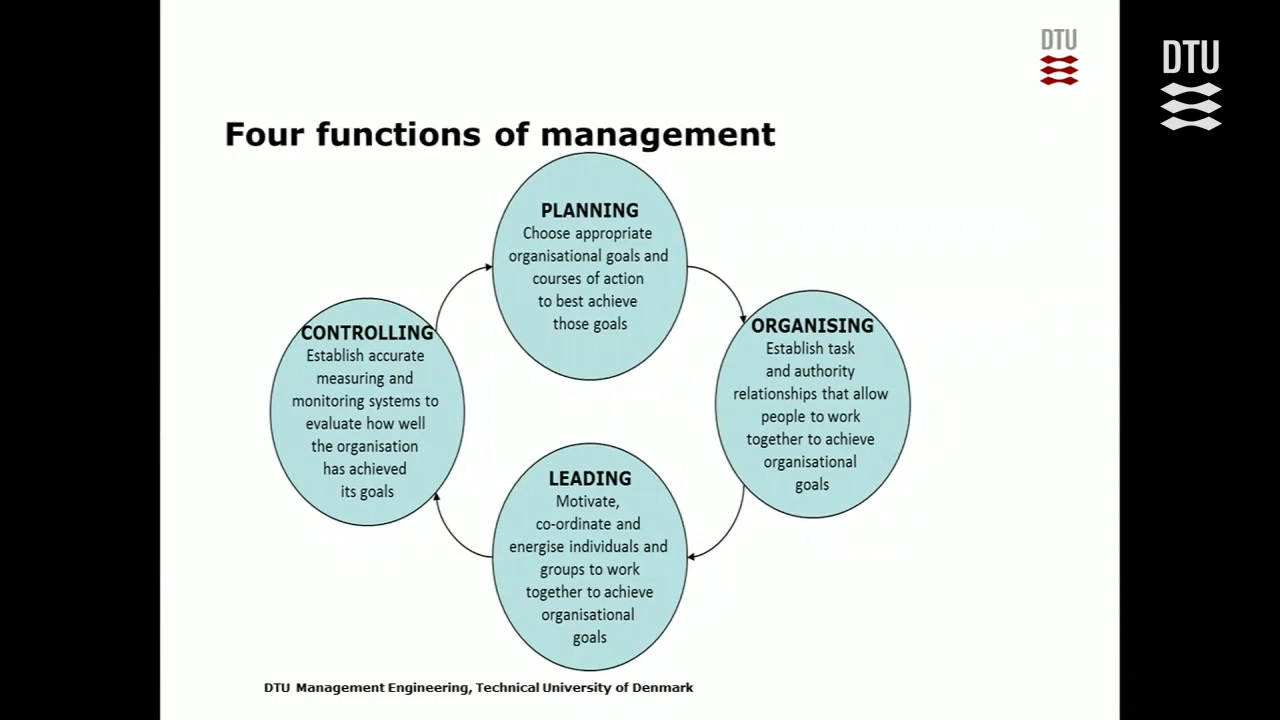 DTU
DTU
Four functions of management
PLANNING
Choose appropriate
organisational goals and
courses of action
to best achieve
those goals
ORGANISING
Establish task
and authority
relationships that allow
people to work
together to achieve
organisational
goals
LEADING
Motivate,
co-ordinate and
energise individuals and
groups to work
together to achieve
organisational
goals
CONTROLLING
Establish accurate
measuring and
monitoring systems to
evaluate how well
the organisation
has achieved
its goals
DTU Management Engineering, Technical University of Denmark